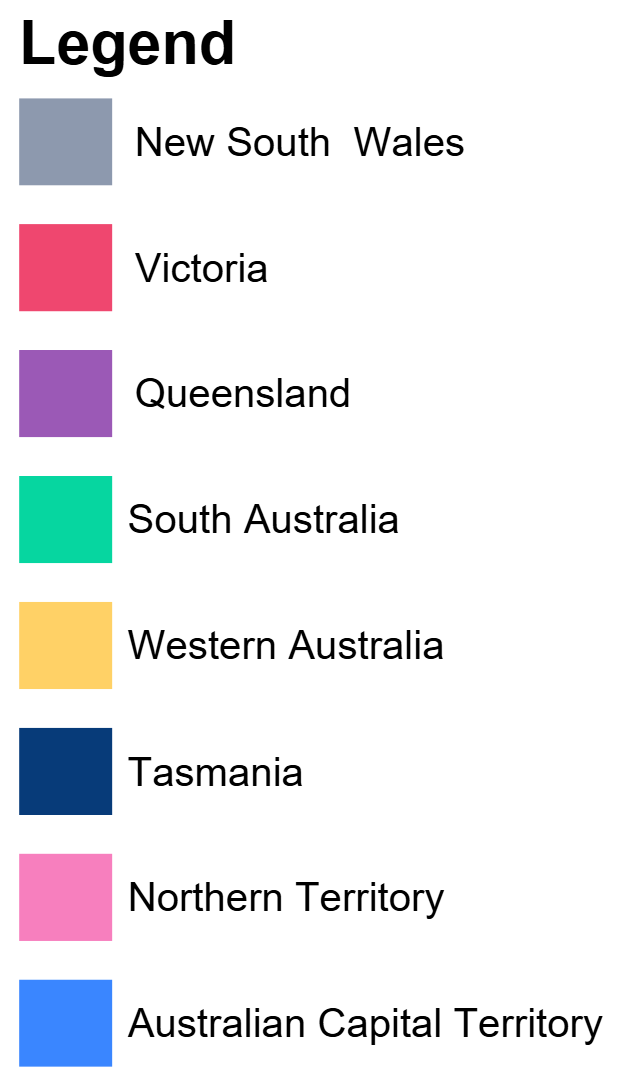 Legend
New South  Wales
Victoria
Queensland
South Australia
Western Australia
Tasmania
Northern Territory
Australian Capital Territory